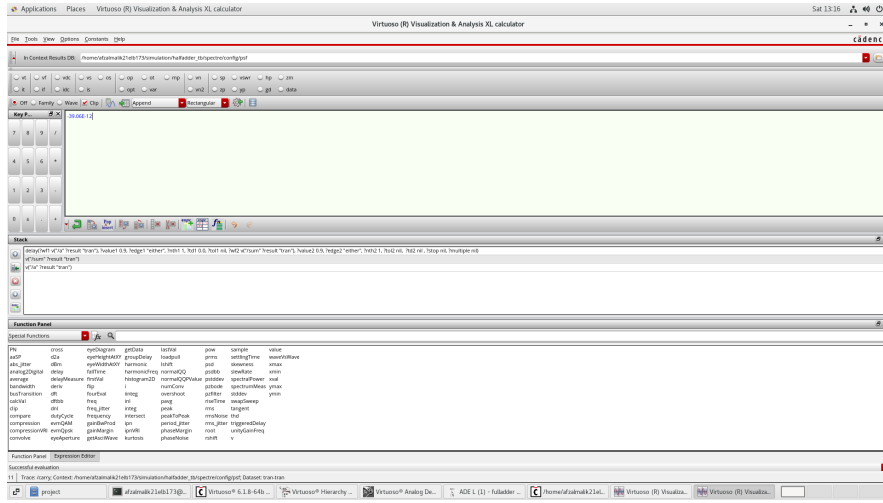 Applications Places Virtuoso (R) Visualization & Analysis XL calculator Sat 13:16
Virtuoso (R) Visualization & Analysis XL calculator
File Tools View Options Constants Help cādence
In Context Results DB: /home/afzalmalik21elb173/simulation/halfadder_tb/spectre/config/psf
vt vf vdc vs os op ot mp vn sp vswr hp zm
it if idc is opt var vn2 zp yp gd data
Off Family Wave Clip Append Rectangular
Key P...
-39.06E-12
7 8 9 /
4 5 6 *
1 2 3 -
0 ± . +
Stack
delay(?wf1 v("/a" ?result "tran"), ?value1 0.9, ?edge1 "either", ?nth1 1, ?td1 0.0, ?tol1 nil, ?wf2 v("/sum" ?result "tran"), ?value2 0.9, ?edge2 "either", ?nth2 1, ?tol2 nil, ?td2 nil , ?stop nil, ?multiple nil)
v("/sum" ?result "tran")
v("/a" ?result "tran")
Function Panel
Special Functions fx
PN cross eyeDiagram getData lastVal pow sample value
aaSP d2a eyeHeightAtXY groupDelay loadpull prms settlingTime waveVsWave
abs_jitter dBm eyeWidthAtXY harmonic lshift psd skewness xmax
analog2Digital delay fallTime harmonicFreq normalQQ psdbb slewRate xmin
average delayMeasure firstVal histogram2D normalQQPValue pstddev spectralPower xval
bandwidth deriv flip i numConv pzbode spectrumMeas ymax
busTransition dft fourEval iinteg overshoot pzfilter stddev ymin
calcVal dftbb freq ini pavg riseTime swapSweep
clip dnl freq_jitter integ peak rms tangent
compare dutyCycle frequency intersect peakToPeak rmsNoise thd
compression evmQAM gainBwProd ipn period_jitter rms_jitter triggeredDelay
compressionVRI evmQpsk gainMargin ipnVRI phaseMargin root unityGainFreq
convolve eyeAperture getAsciiWave kurtosis phaseNoise rshift v
Function Panel Expression Editor
Successful evaluation
11 Trace: /carry; Context: /home/afzalmalik21elb173/simulation/halfadder_tb/spectre/config/psf; Dataset: tran-tran
project afzalmalik21elb173@... Virtuoso® 6.1.8-64b ... Virtuoso® Hierarchy ... Virtuoso® Analog De... ADE L (1) - fulladder ... /home/afzalmalik21el... Virtuoso (R) Visualiza... Virtuoso (R) Visualiza...